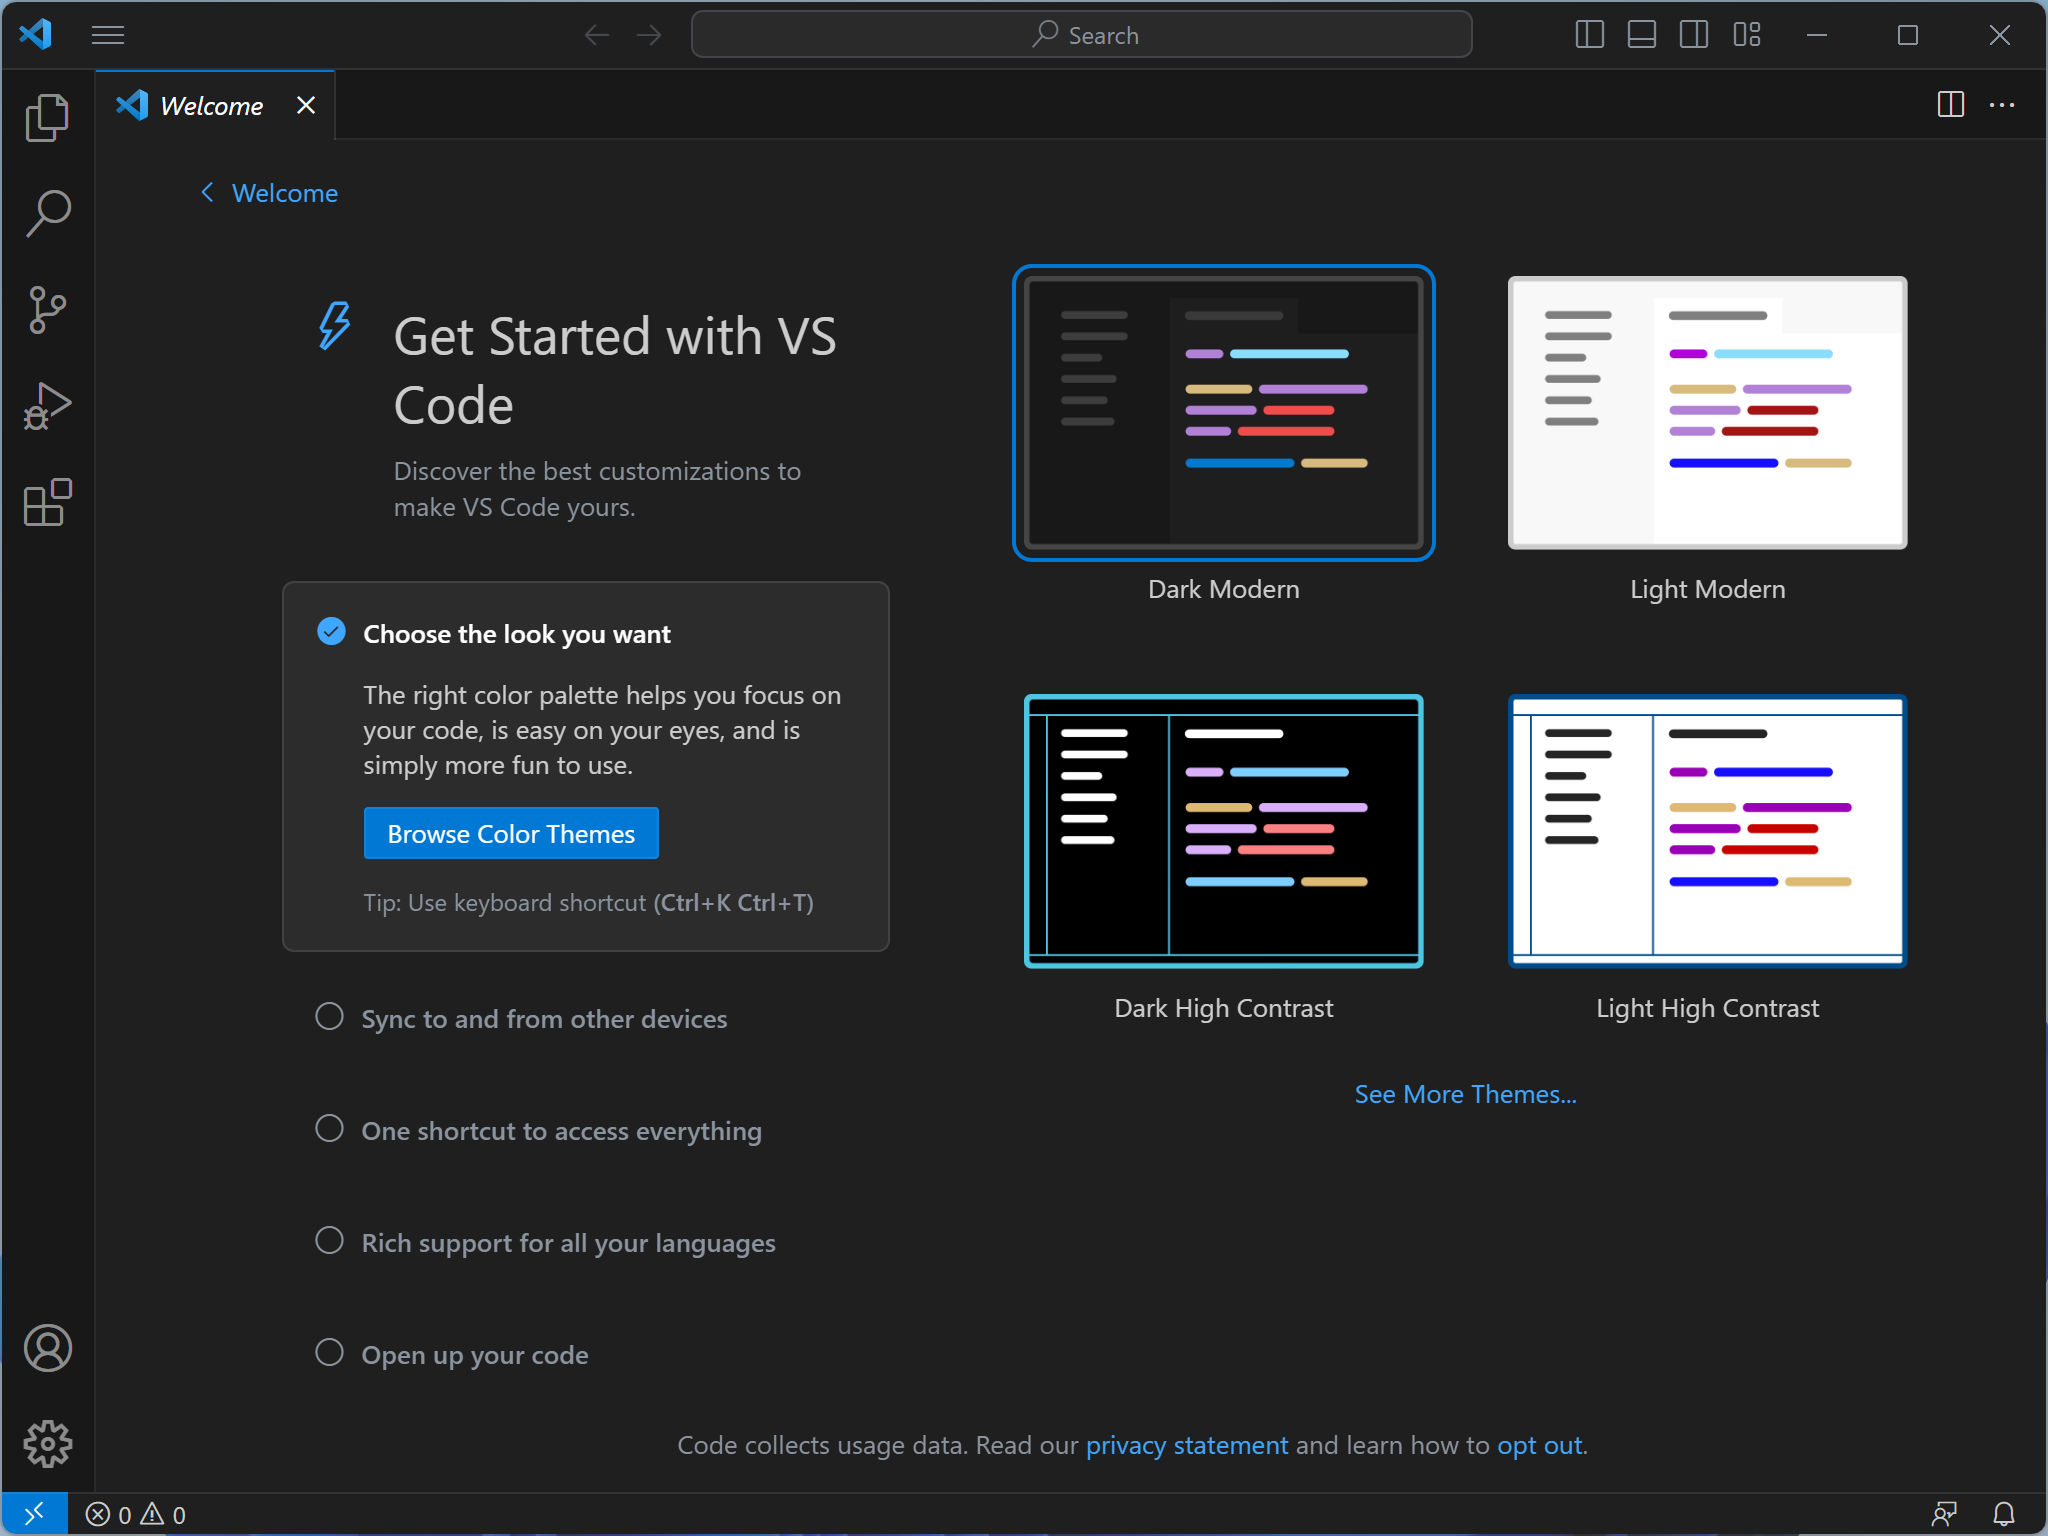 Search
Welcome
Welcome
Get Started with VS
Code
Discover the best customizations to
make VS Code yours.
Choose the look you want
The right color palette helps you focus on
your code, is easy on your eyes, and is
simply more fun to use.
Browse Color Themes
Tip: Use keyboard shortcut (Ctrl+K Ctrl+T)
Sync to and from other devices
One shortcut to access everything
Rich support for all your languages
Open up your code
Dark Modern
Light Modern
Dark High Contrast
Light High Contrast
See More Themes...
Code collects usage data. Read our privacy statement and learn how to opt out.
0 0